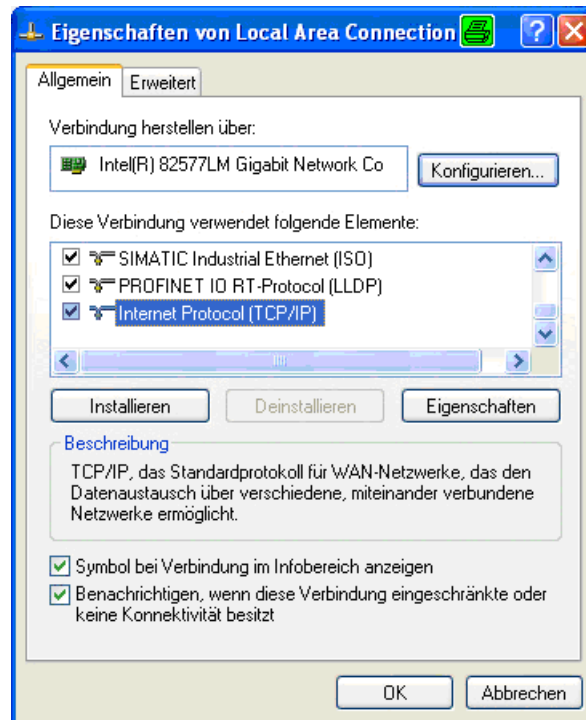 Eigenschaften von Local Area Connection
Allgemein
Erweitert
Verbindung herstellen über:
Intel(R) 82577LM Gigabit Network Co
Konfigurieren...
Diese Verbindung verwendet folgende Elemente:
SIMATIC Industrial Ethernet (ISO)
PROFINET IO RT-Protocol (LLDP)
Internet Protocol (TCP/IP)
Installieren
Deinstallieren
Eigenschaften
Beschreibung
TCP/IP, das Standardprotokoll für WAN-Netzwerke, das den
Datenaustausch über verschiedene, miteinander verbundene
Netzwerke ermöglicht.
Symbol bei Verbindung im Infobereich anzeigen
Benachrichtigen, wenn diese Verbindung eingeschränkte oder
keine Konnektivität besitzt
OK
Abbrechen